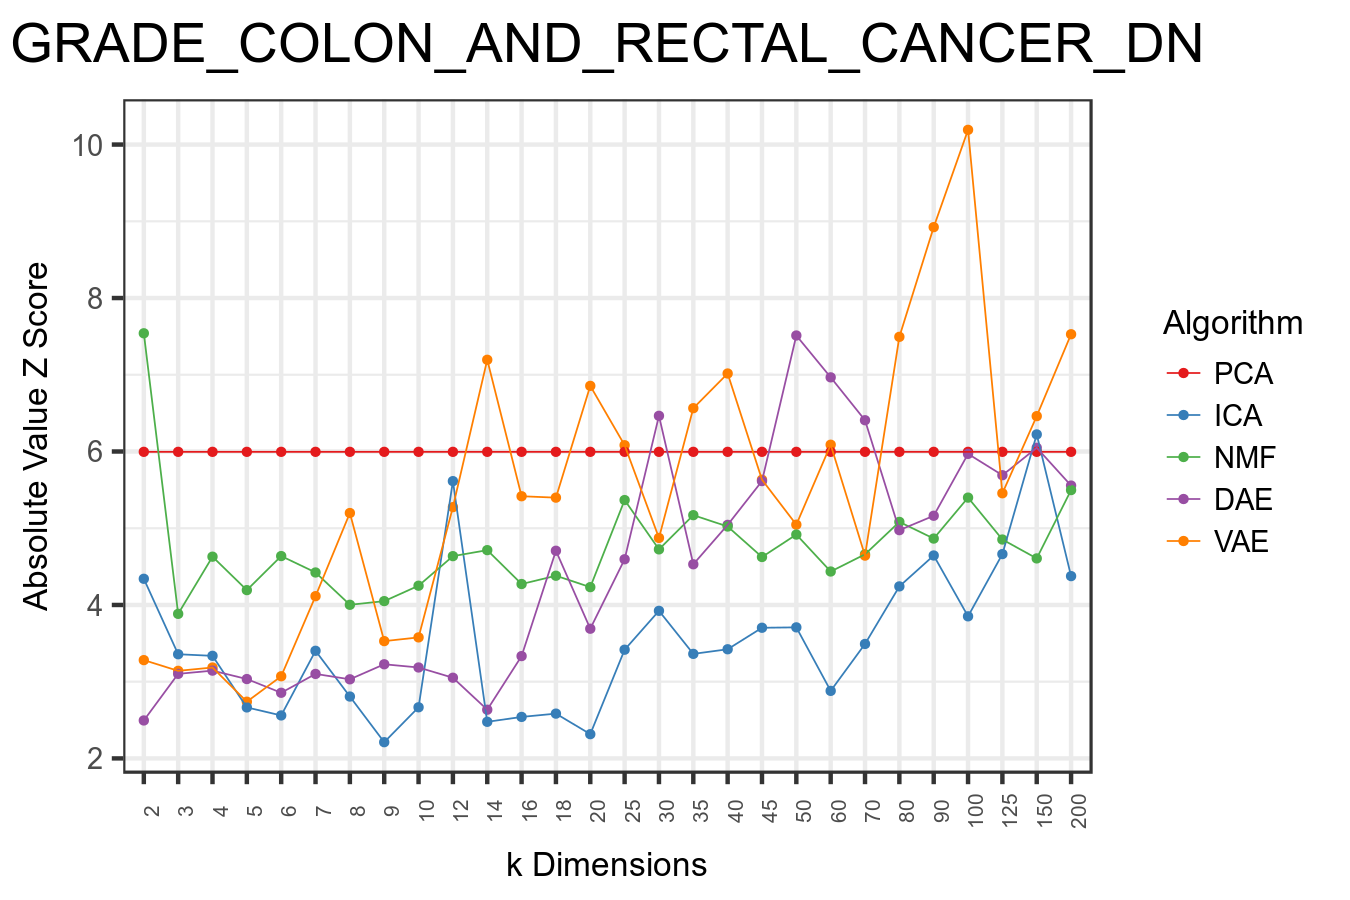 GRADE_COLON_AND_RECTAL_CANCER_DN
Absolute Value Z Score
10
8
6
4
2
2 3 4 5 6 7 8 9 10 12 14 16 18 20 25 30 35 40 45 50 60 70 80 90 100 125 150 200
k Dimensions
Algorithm
PCA
ICA
NMF
DAE
VAE